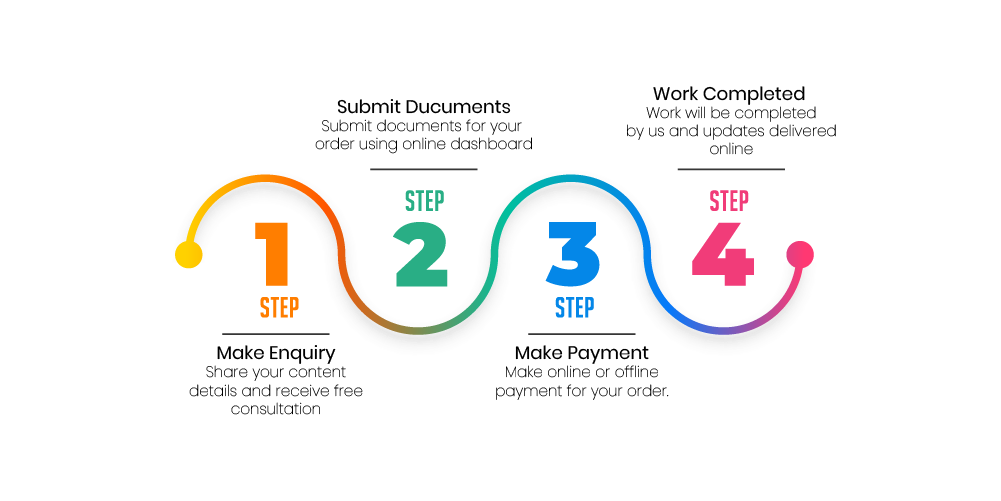 1
STEP
Make Enquiry
Share your content
details and receive free
consultation
Submit Ducuments
Submit documents for your
order using online dashboard
STEP
2
3
STEP
Make Payment
Make online or offline
payment for your order.
Work Completed
Work will be completed
by us and updates delivered
online
STEP
4